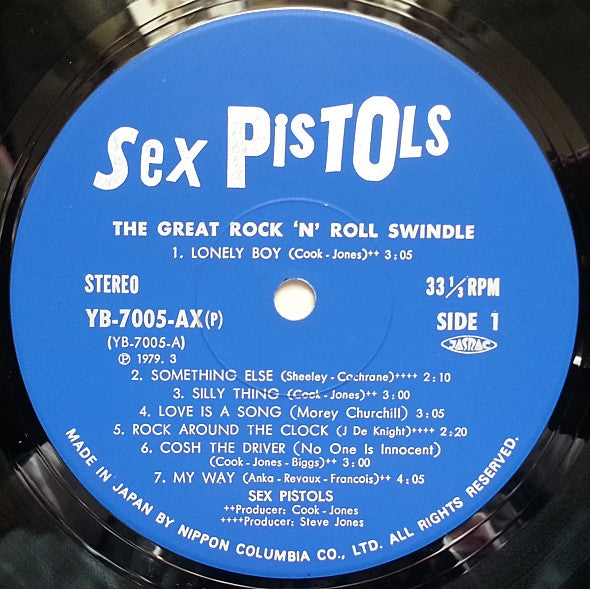 Sex PisTOLs
THE GREAT ROCK 'N' ROLL SWINDLE
1. LONELY BOY (Cook - Jones)++ 3:05
STEREO
33 1/3 RPM
YB-7005-AX(P)
SIDE 1
(YB-7005-A)
JASRAC
Ⓟ 1979. 3
2. SOMETHING ELSE (Sheeley - Cochrane)++++ 2:10
3. SILLY THING (Cook - Jones)++ 3:00
4. LOVE IS A SONG (Morey Churchill) 3:05
5. ROCK AROUND THE CLOCK (J De Knight)++++ 2:20
6. COSH THE DRIVER (No One Is Innocent)
(Cook - Jones - Biggs)++ 3:00
7. MY WAY (Anka - Revaux - Francois)++ 4:05
SEX PISTOLS
++Producer: Cook - Jones
++++Producer: Steve Jones
MADE IN JAPAN BY NIPPON COLUMBIA CO., LTD. ALL RIGHTS RESERVED.